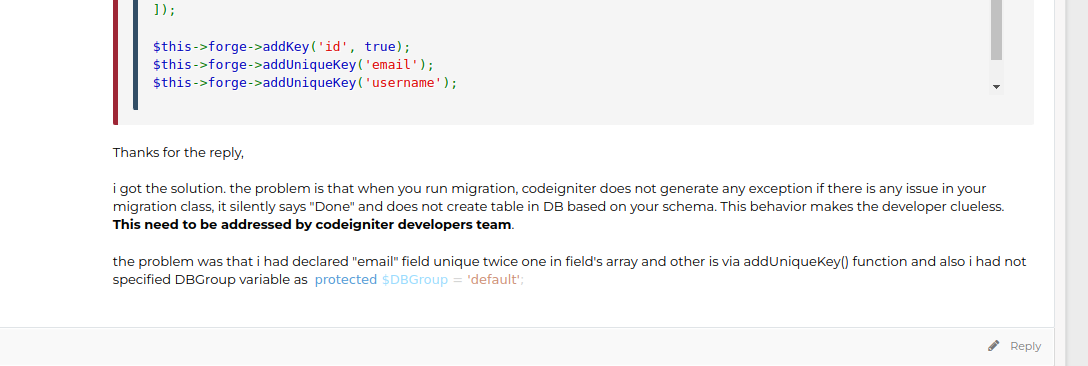 ]);
$this->forge->addKey('id', true);
$this->forge->addUniqueKey('email');
$this->forge->addUniqueKey('username');
Thanks for the reply,
i got the solution. the problem is that when you run migration, codeigniter does not generate any exception if there is any issue in your
migration class, it silently says "Done" and does not create table in DB based on your schema. This behavior makes the developer clueless.
This need to be addressed by codeigniter developers team.
the problem was that i had declared "email" field unique twice one in field's array and other is via addUniqueKey() function and also i had not
specified DBGroup variable as protected $DBGroup = 'default';
Reply